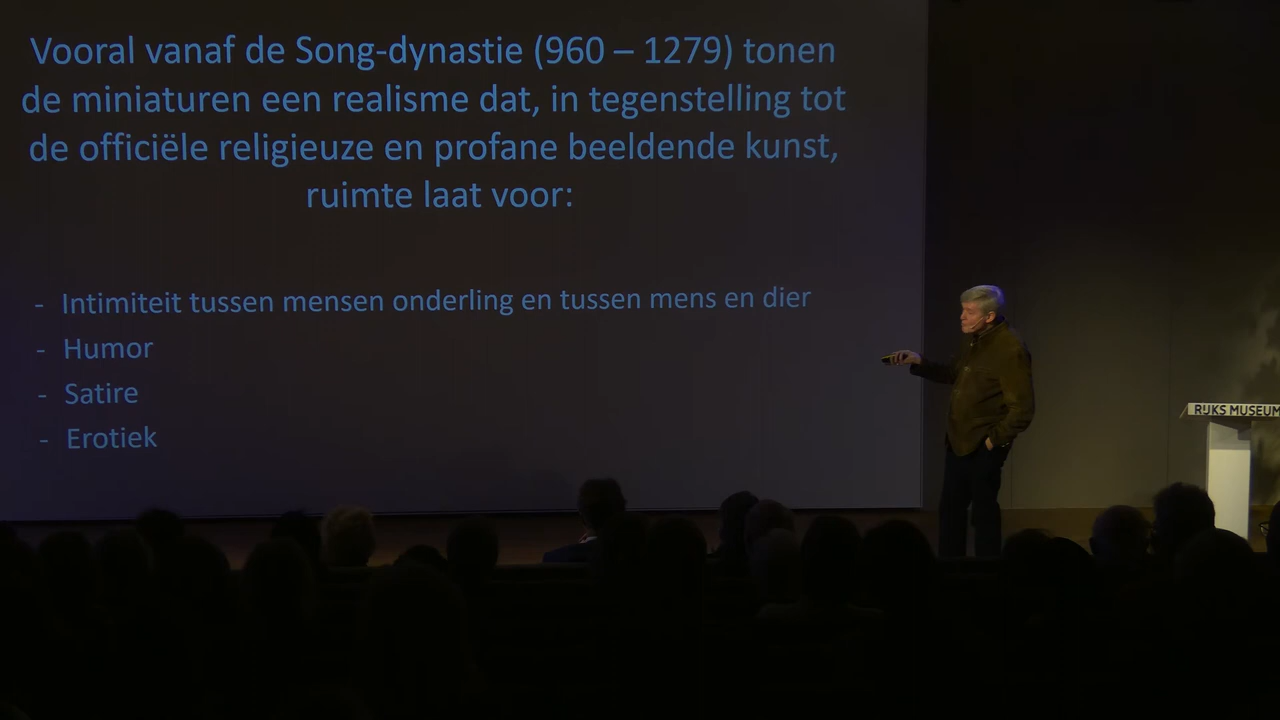 Vooral vanaf de Song-dynastie (960 – 1279) tonen
de miniaturen een realisme dat, in tegenstelling tot
de officiële religieuze en profane beeldende kunst,
ruimte laat voor:
- Intimiteit tussen mensen onderling en tussen mens en dier
- Humor
- Satire
- Erotiek
RIJKS MUSEUM